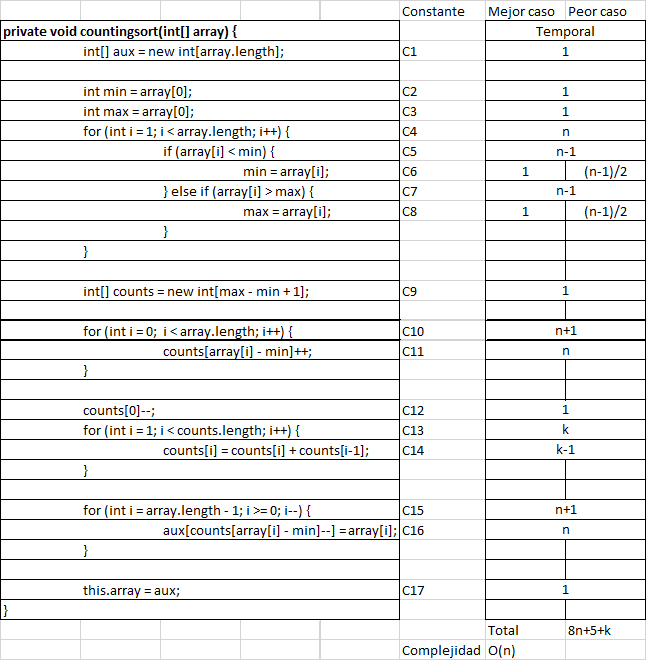 Constante Mejor caso Peor caso
private void countingsort(int[] array) { Temporal
int[] aux = new int[array.length]; C1 1
int min = array[0]; C2 1
int max = array[0]; C3 1
for (int i = 1; i < array.length; i++) { C4 n
if (array[i] < min) { C5 n-1
min = array[i]; C6 1 (n-1)/2
} else if (array[i] > max) { C7 n-1
max = array[i]; C8 1 (n-1)/2
}
}
int[] counts = new int[max - min + 1]; C9 1
for (int i = 0; i < array.length; i++) { C10 n+1
counts[array[i] - min]++; C11 n
}
counts[0]--; C12 1
for (int i = 1; i < counts.length; i++) { C13 k
counts[i] = counts[i] + counts[i-1]; C14 k-1
}
for (int i = array.length - 1; i >= 0; i--) { C15 n+1
aux[counts[array[i] - min]--] = array[i]; C16 n
}
this.array = aux; C17 1
}
Total 8n+5+k
Complejidad O(n)